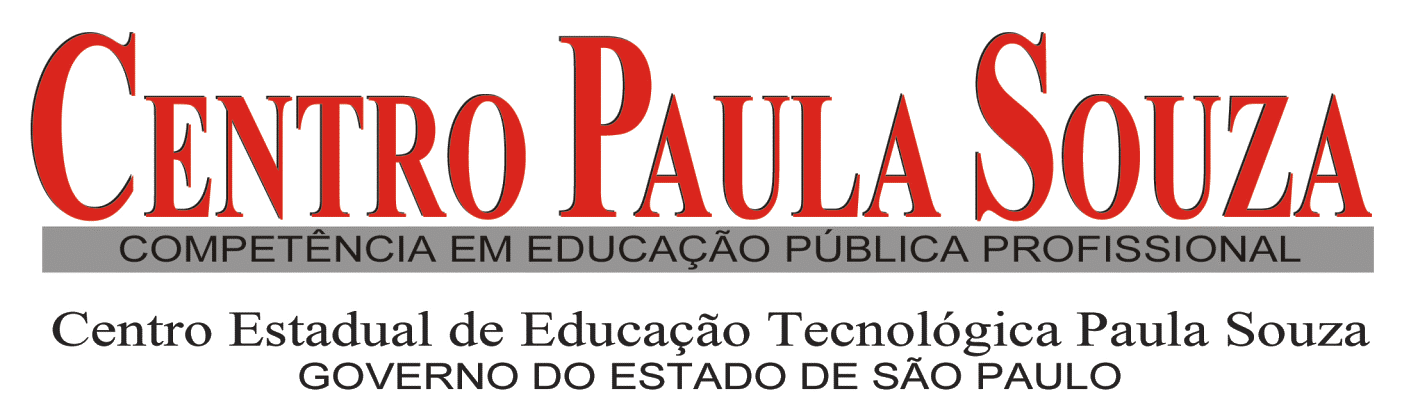 CENTRO PAULA SOUZA
COMPETÊNCIA EM EDUCAÇÃO PÚBLICA PROFISSIONAL
Centro Estadual de Educação Tecnológica Paula Souza
GOVERNO DO ESTADO DE SÃO PAULO